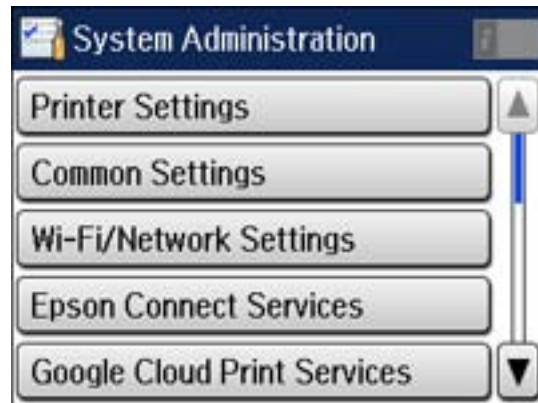 System Administration
Printer Settings
Common Settings
Wi-Fi/Network Settings
Epson Connect Services
Google Cloud Print Services